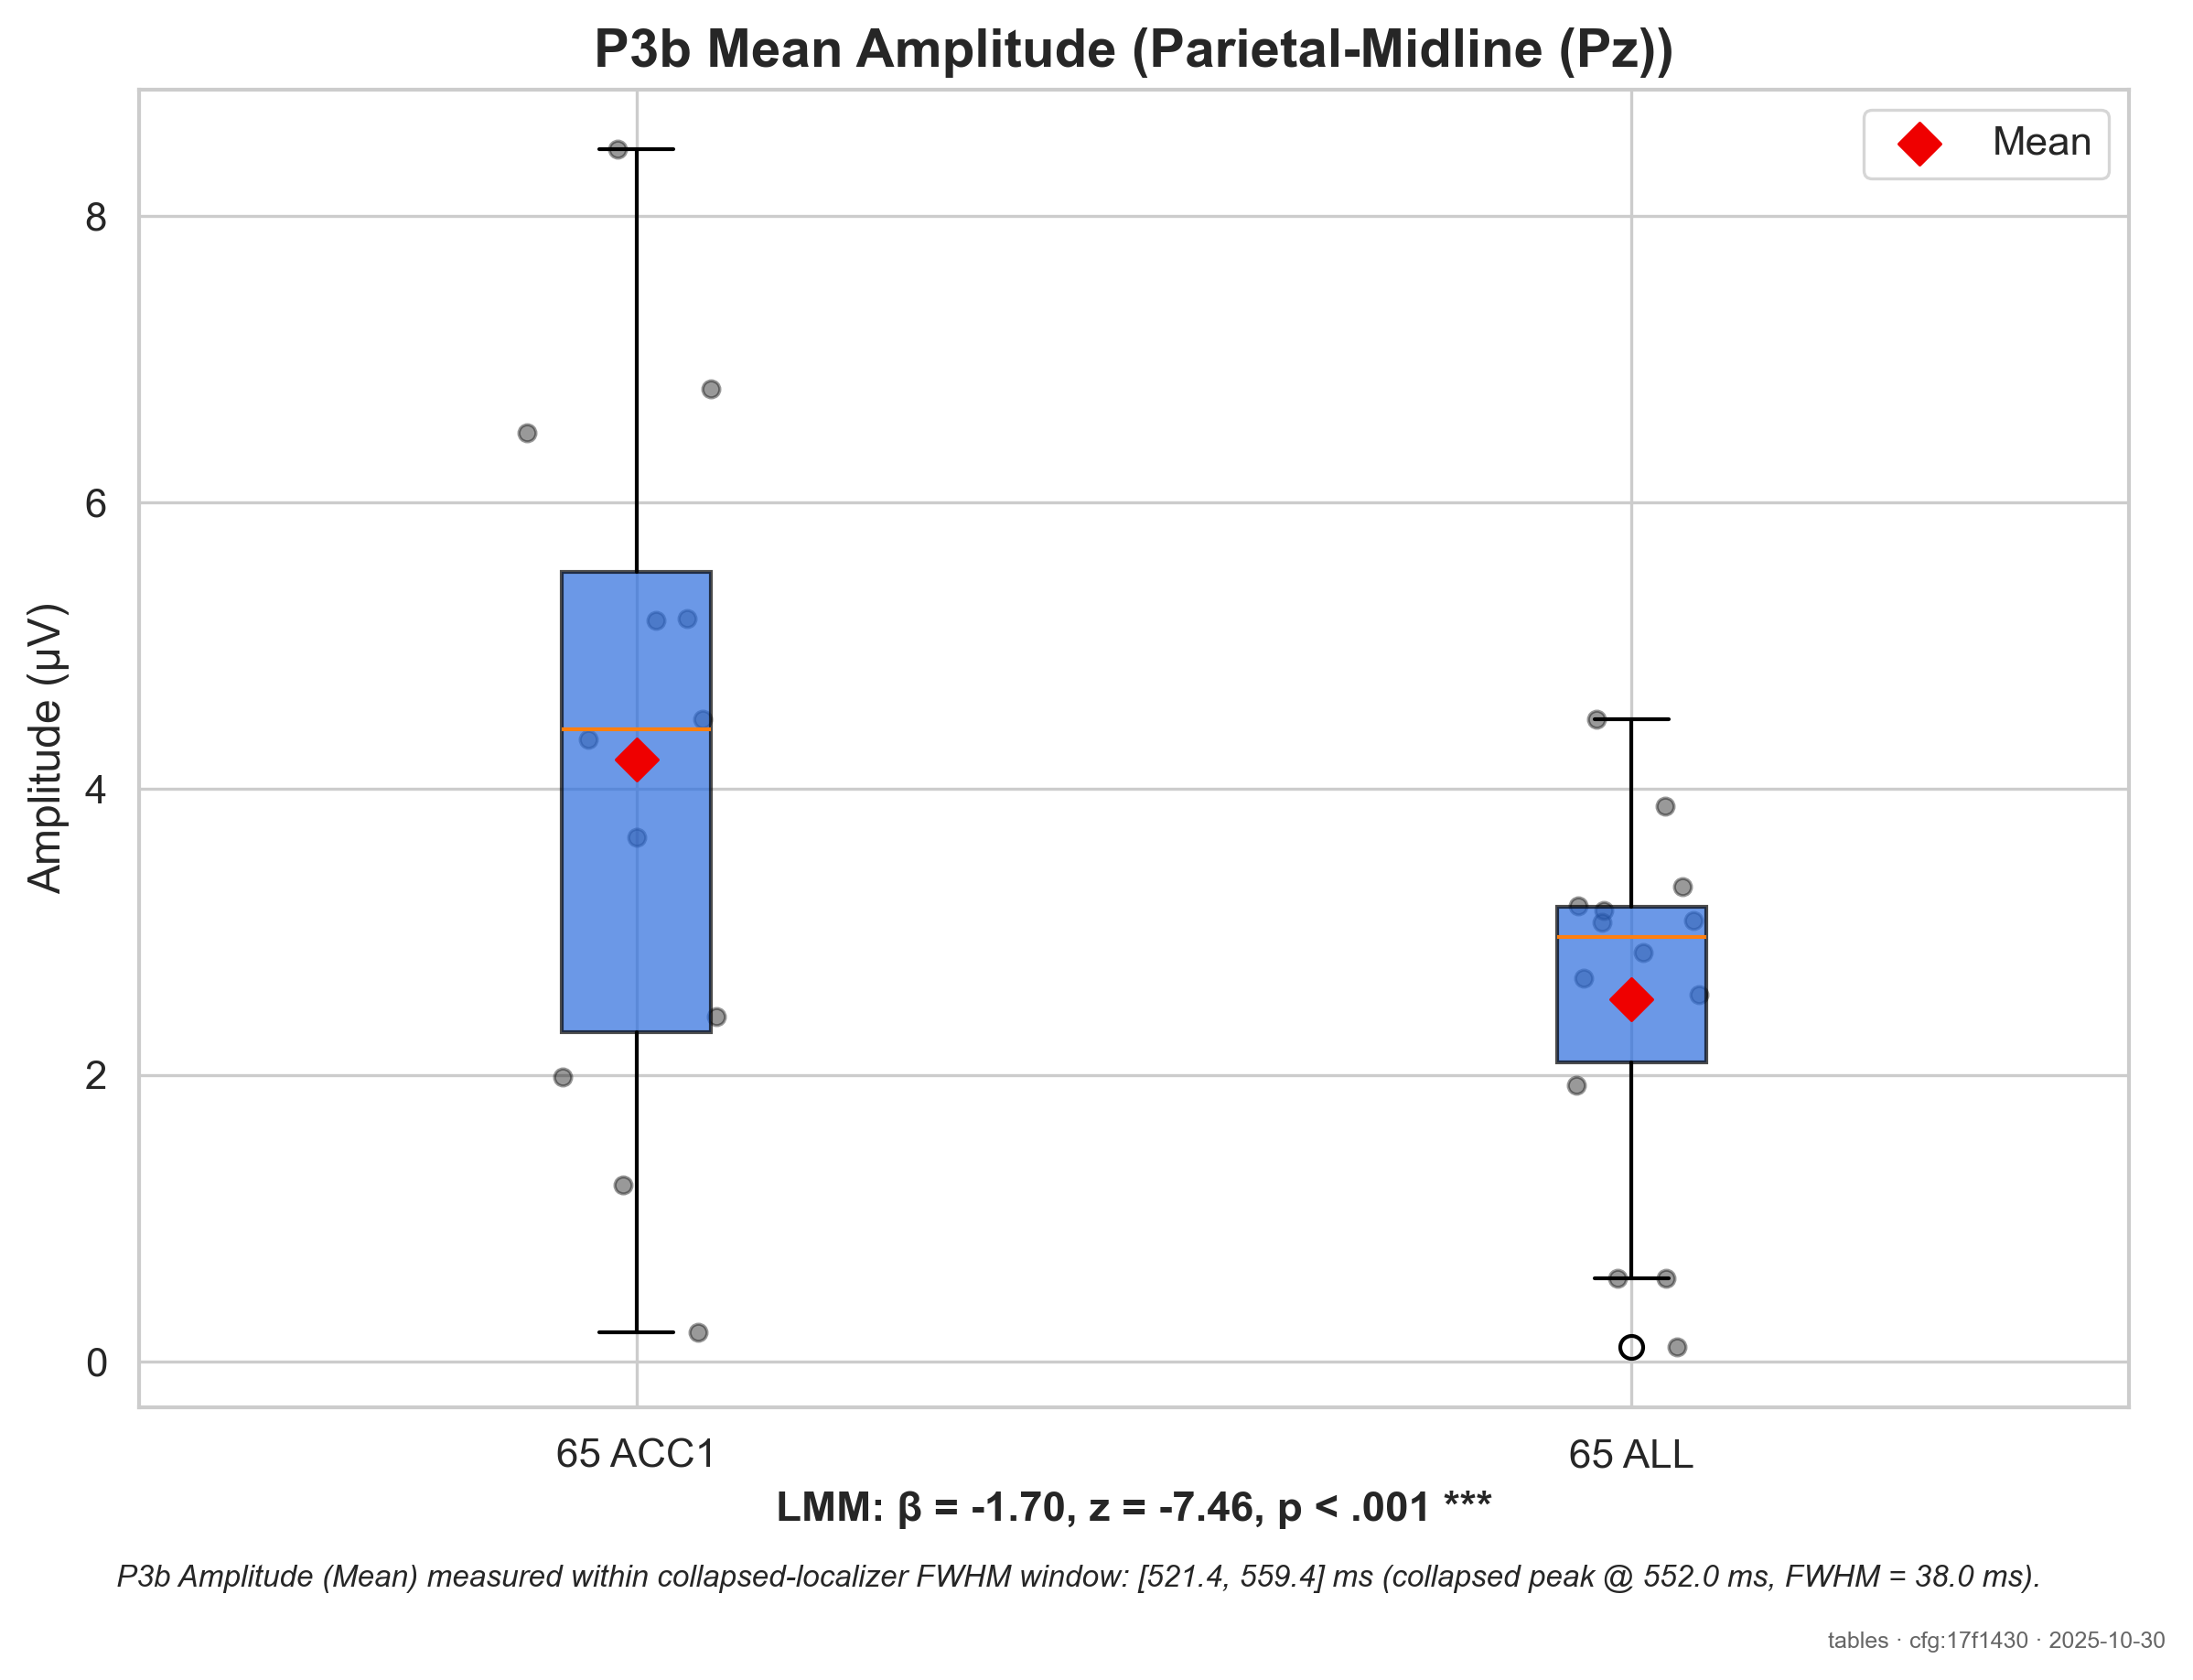 P3b Mean Amplitude (Parietal-Midline (Pz))
Mean
8
6
4
2
0
Amplitude (µV)
65 ACC1
65 ALL
LMM: β = -1.70, z = -7.46, p < .001 ***
P3b Amplitude (Mean) measured within collapsed-localizer FWHM window: [521.4, 559.4] ms (collapsed peak @ 552.0 ms, FWHM = 38.0 ms).
tables · cfg:17f1430 · 2025-10-30